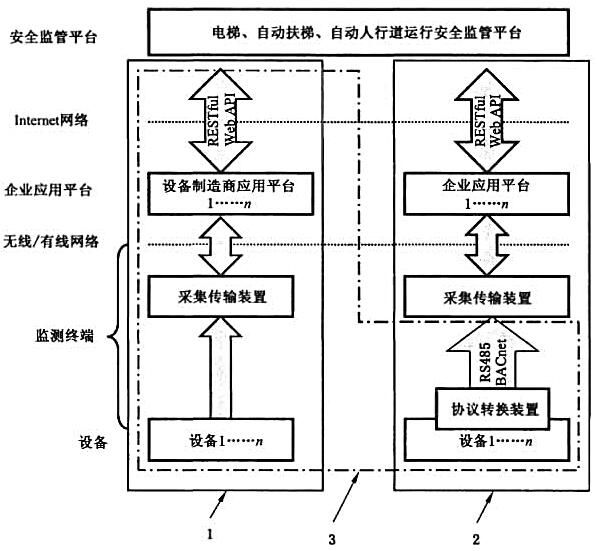 安全监管平台
电梯、自动扶梯、自动人行道运行安全监管平台
RESTful
Web API
RESTful
Web API
Internet网络
企业应用平台
设备制造商应用平台
1……n
企业应用平台
1……n
无线/有线网络
采集传输装置
采集传输装置
监测终端
RS485
BACnet
协议转换装置
设备
设备1……n
设备1……n
1
3
2